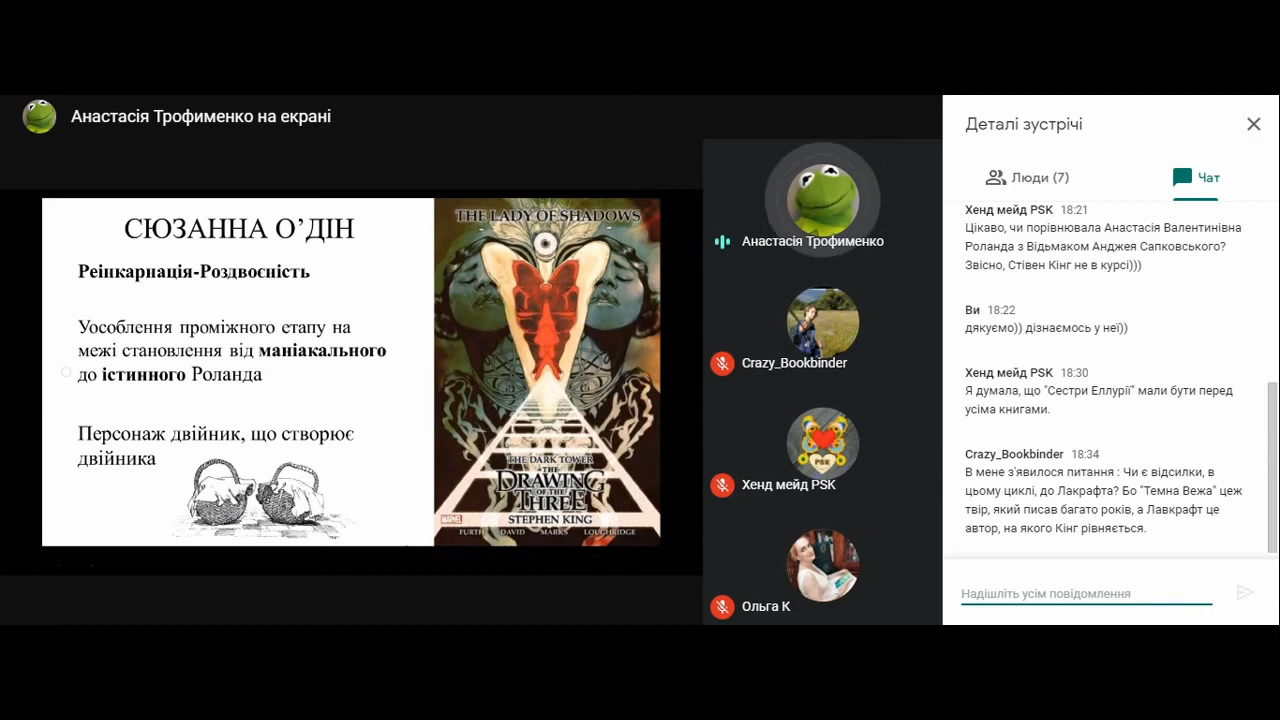 Анастасія Трофименко на екрані
СЮЗАННА О’ДІН
Реінкарнація-Роздвоєність
Уособлення проміжного етапу на
межі становлення від маніакального
до істинного Роланда
Персонаж двійник, що створює
двійника
THE LADY OF SHADOWS
THE DARK TOWER
THE
DRAWING
OF THE
THREE
STEPHEN KING
MARVEL
FURTH DAVID MARKS LOUGHRIDGE
Анастасія Трофименко
Crazy_Bookbinder
PSK
Хенд мейд PSK
Ольга К
Деталі зустрічі
Люди (7)
Чат
Хенд мейд PSK 18:21
Цікаво, чи порівнювала Анастасія Валентинівна
Роланда з Відьмаком Анджея Сапковського?
Звісно, Стівен Кінг не в курсі)))
Ви 18:22
дякуємо)) дізнаємось у неї))
Хенд мейд PSK 18:30
Я думала, що "Сестри Еллурії" мали бути перед
усіма книгами.
Crazy_Bookbinder 18:34
В мене з'явилося питання : Чи є відсилки, в
цьому циклі, до Лакрафта? Бо "Темна Вежа" цеж
твір, який писав багато років, а Лавкрафт це
автор, на якого Кінг рівняється.
Надішліть усім повідомлення